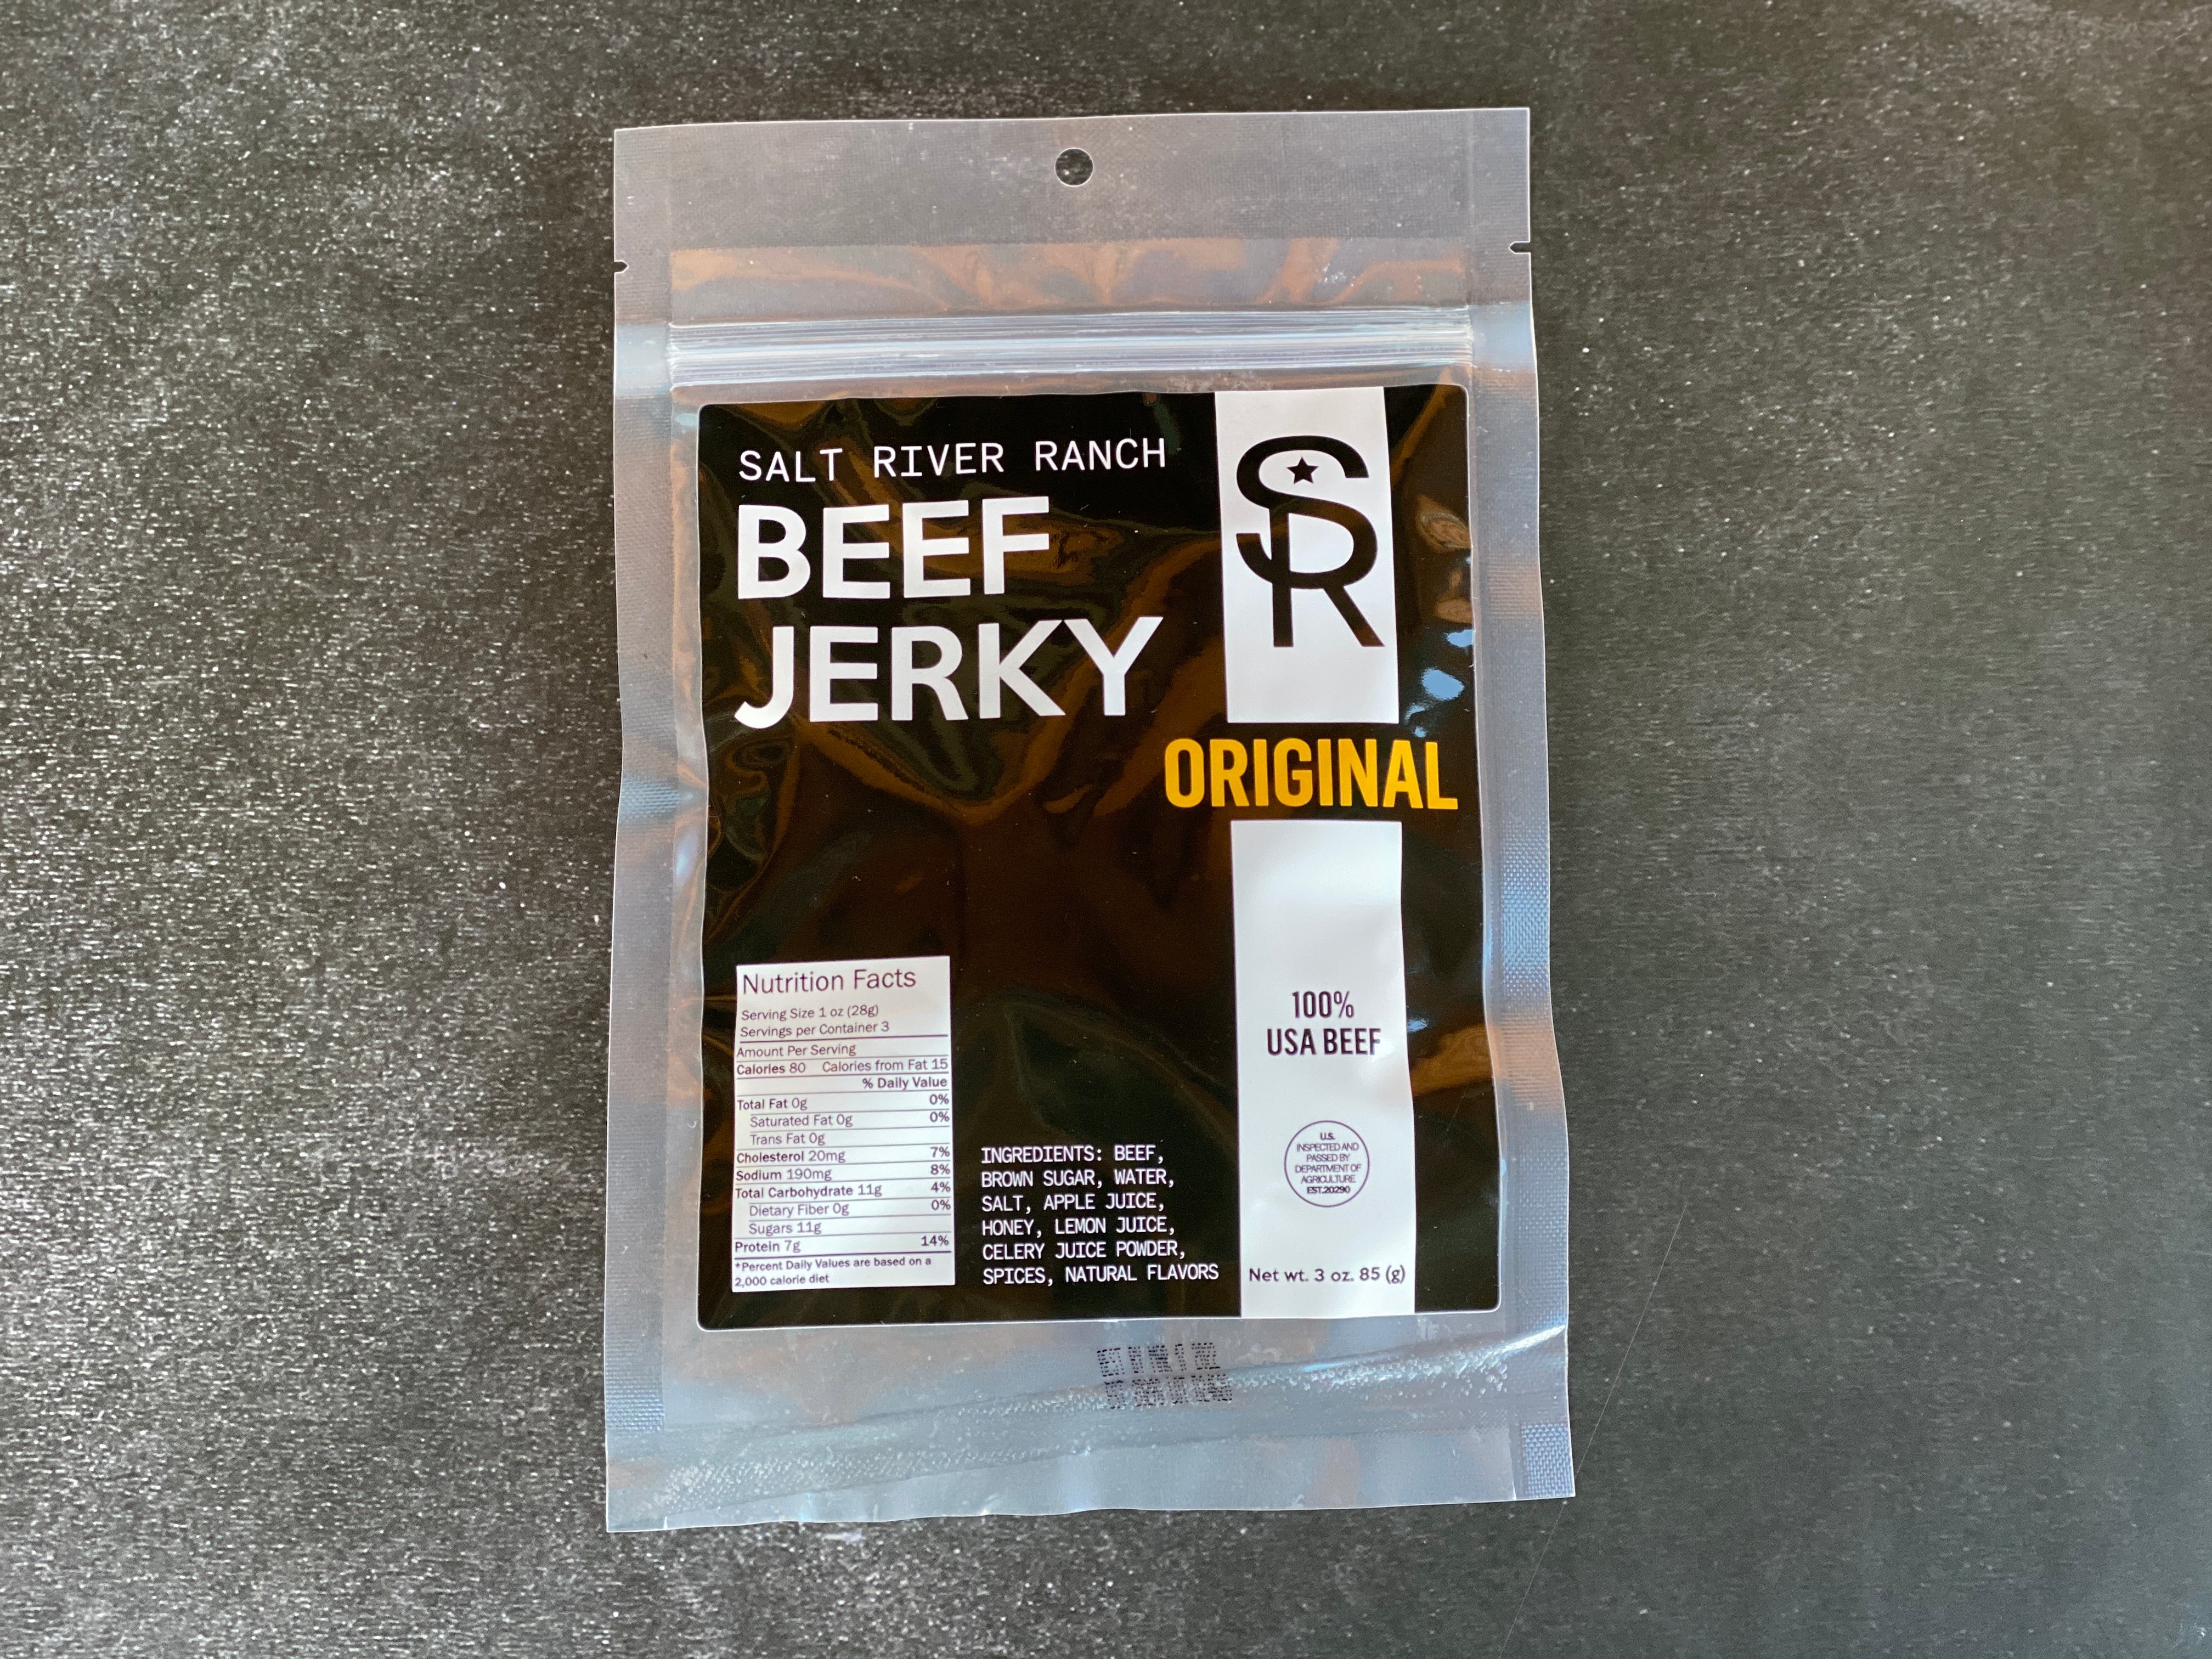 SALT RIVER RANCH
BEEF
JERKY
SR
ORIGINAL
Nutrition Facts
Serving Size 1 oz (28g)
Servings per Container 3
Amount Per Serving
Calories 80 Calories from Fat 15
% Daily Value
Total Fat 0g 0%
Saturated Fat 0g 0%
Trans Fat 0g
Cholesterol 20mg 7%
Sodium 190mg 8%
Total Carbohydrate 11g 4%
Dietary Fiber 0g 0%
Sugars 11g
Protein 7g 14%
*Percent Daily Values are based on a
2,000 calorie diet
INGREDIENTS: BEEF,
BROWN SUGAR, WATER,
SALT, APPLE JUICE,
HONEY, LEMON JUICE,
CELERY JUICE POWDER,
SPICES, NATURAL FLAVORS
100%
USA BEEF
U.S.
INSPECTED AND
PASSED BY
DEPARTMENT OF
AGRICULTURE
EST.20290
Net wt. 3 oz. 85 (g)